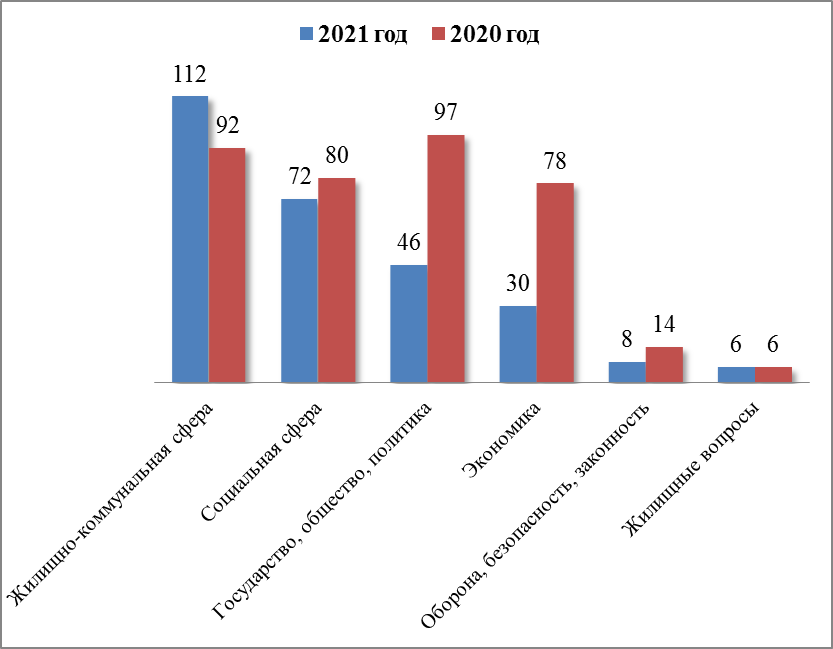 2021 год 2020 год
112 92 72 80 46 97 30 78 8 14 6 6
Жилищно-коммунальная сфера
Социальная сфера
Государство, общество, политика
Экономика
Оборона, безопасность, законность
Жилищные вопросы